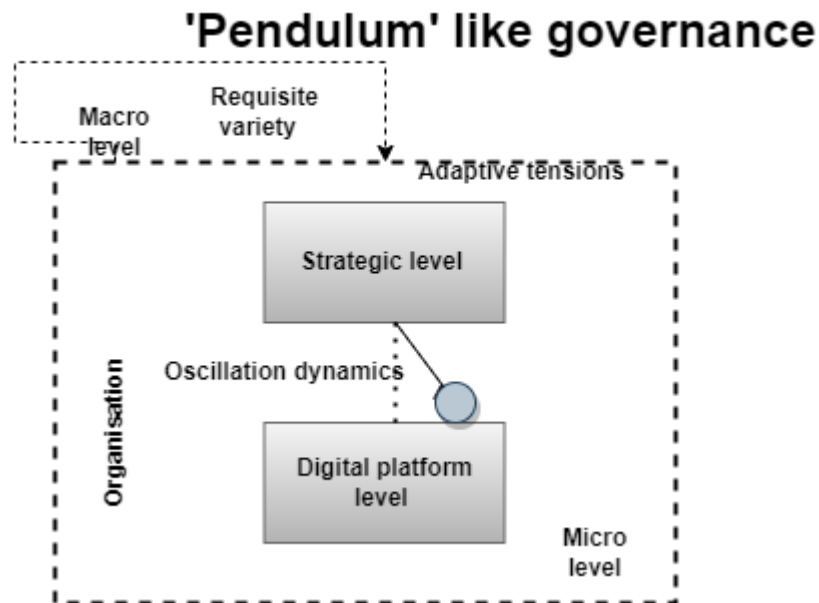 'Pendulum' like governance
Requisite
variety
Macro
level
Adaptive tensions
Strategic level
Oscillation dynamics
Organisation
Digital platform
level
Micro
level